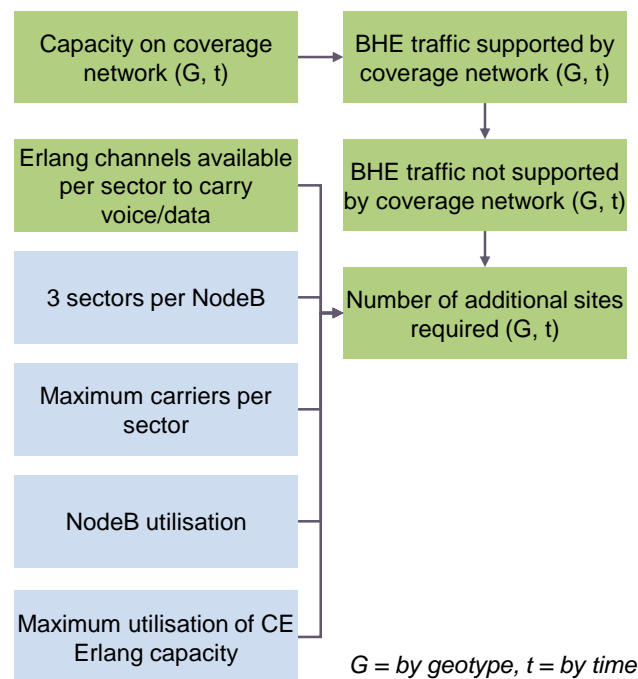 Capacity on coverage
network (G, t)
BHE traffic supported by
coverage network (G, t)
Erlang channels available
per sector to carry
voice/data
BHE traffic not supported
by coverage network (G, t)
3 sectors per NodeB
Number of additional sites
required (G, t)
Maximum carriers per
sector
NodeB utilisation
Maximum utilisation of CE
Erlang capacity
G = by geotype, t = by time